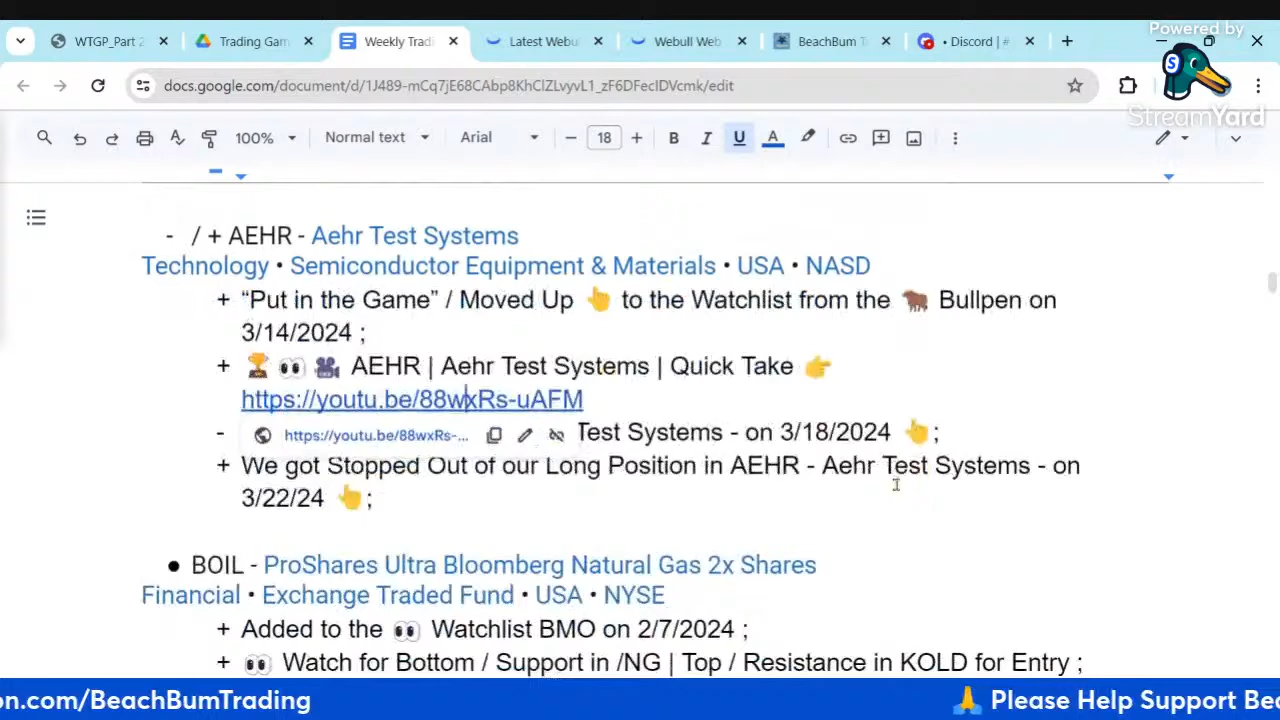 Powered by
WTGP_Part 2
Trading Gam
Weekly Tradi
Latest Webu
Webull Web
BeachBum T
• Discord | #
docs.google.com/document/d/1J489-mCq7jE6SCAbp8KhClZLvyvL1_zF6DFecIDVcmk/edit
StreamYard
100%
Normal text
Arial
18
B
I
U
A
- / + AEHR - Aehr Test Systems
Technology • Semiconductor Equipment & Materials • USA • NASD
+ “Put in the Game” / Moved Up 👆 to the Watchlist from the 🐂 Bullpen on
3/14/2024 ;
+ 🏆 👀 🎥 AEHR | Aehr Test Systems | Quick Take 👉
https://youtu.be/88wxRs-uAFM
- Test Systems - on 3/18/2024 👆;
https://youtu.be/88wxRs-...
+ We got Stopped Out of our Long Position in AEHR - Aehr Test Systems - on
3/22/24 👆;
● BOIL - ProShares Ultra Bloomberg Natural Gas 2x Shares
Financial • Exchange Traded Fund • USA • NYSE
+ Added to the 👀 Watchlist BMO on 2/7/2024 ;
+ 👀 Watch for Bottom / Support in /NG | Top / Resistance in KOLD for Entry ;
on.com/BeachBumTrading
🙏 Please Help Support Bea